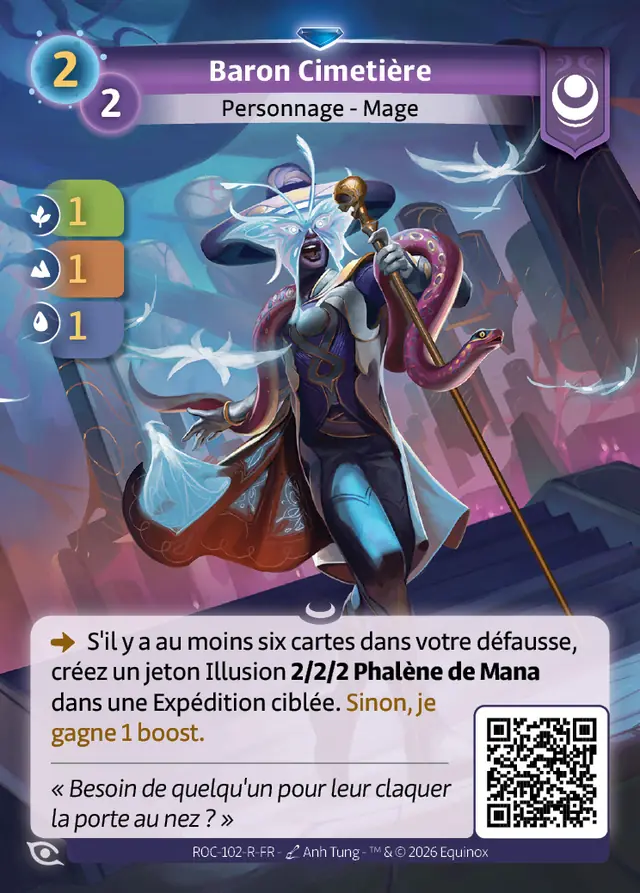 2
Baron Cimetière
2
Personnage - Mage
1
1
1
S'il y a au moins six cartes dans votre défausse,
créez un jeton Illusion 2/2/2 Phalène de Mana
dans une Expédition ciblée. Sinon, je
gagne 1 boost.
« Besoin de quelqu'un pour leur claquer
la porte au nez ? »
ROC-102-R-FR - Anh Tung - ™ & © 2026 Equinox